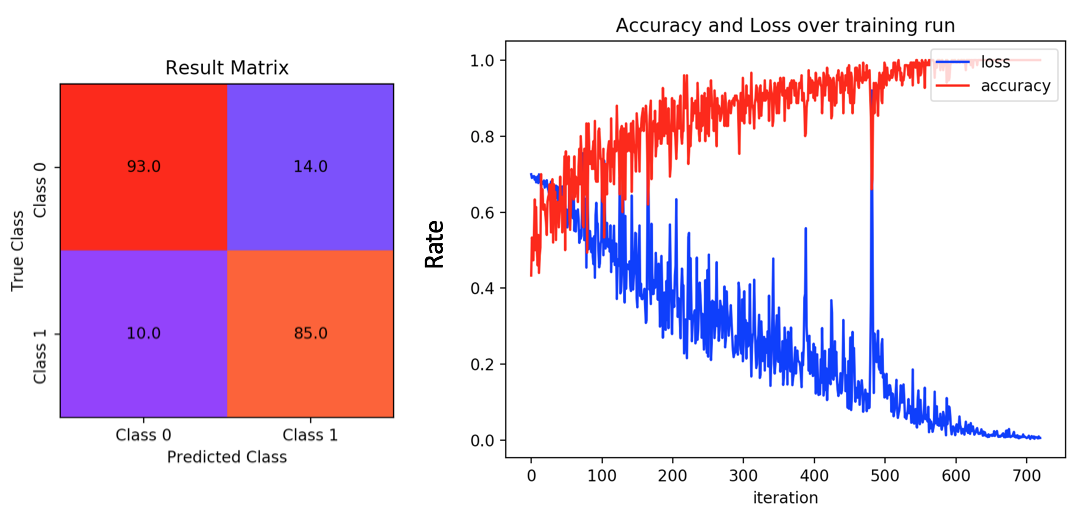 Result Matrix
True Class
Class 0
Class 1
93.0 14.0
10.0 85.0
Class 0 Class 1
Predicted Class
Accuracy and Loss over training run
Rate
1.0
0.8
0.6
0.4
0.2
0.0
loss
accuracy
0 100 200 300 400 500 600 700
iteration